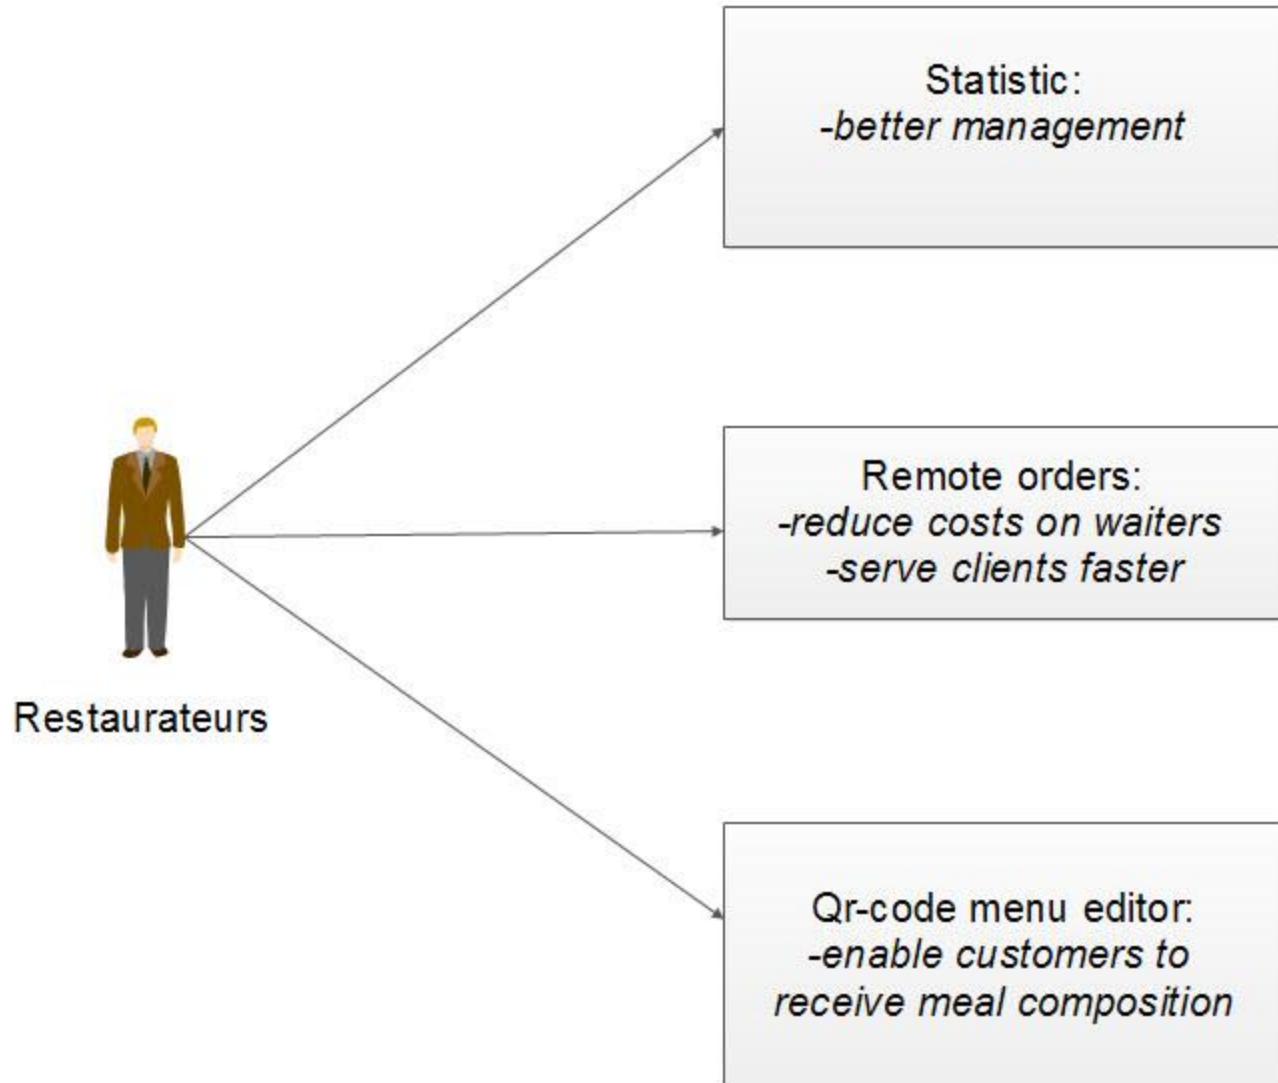 Statistic:
-better management
Remote orders:
-reduce costs on waiters
-serve clients faster
Restaurateurs
Qr-code menu editor:
-enable customers to
receive meal composition